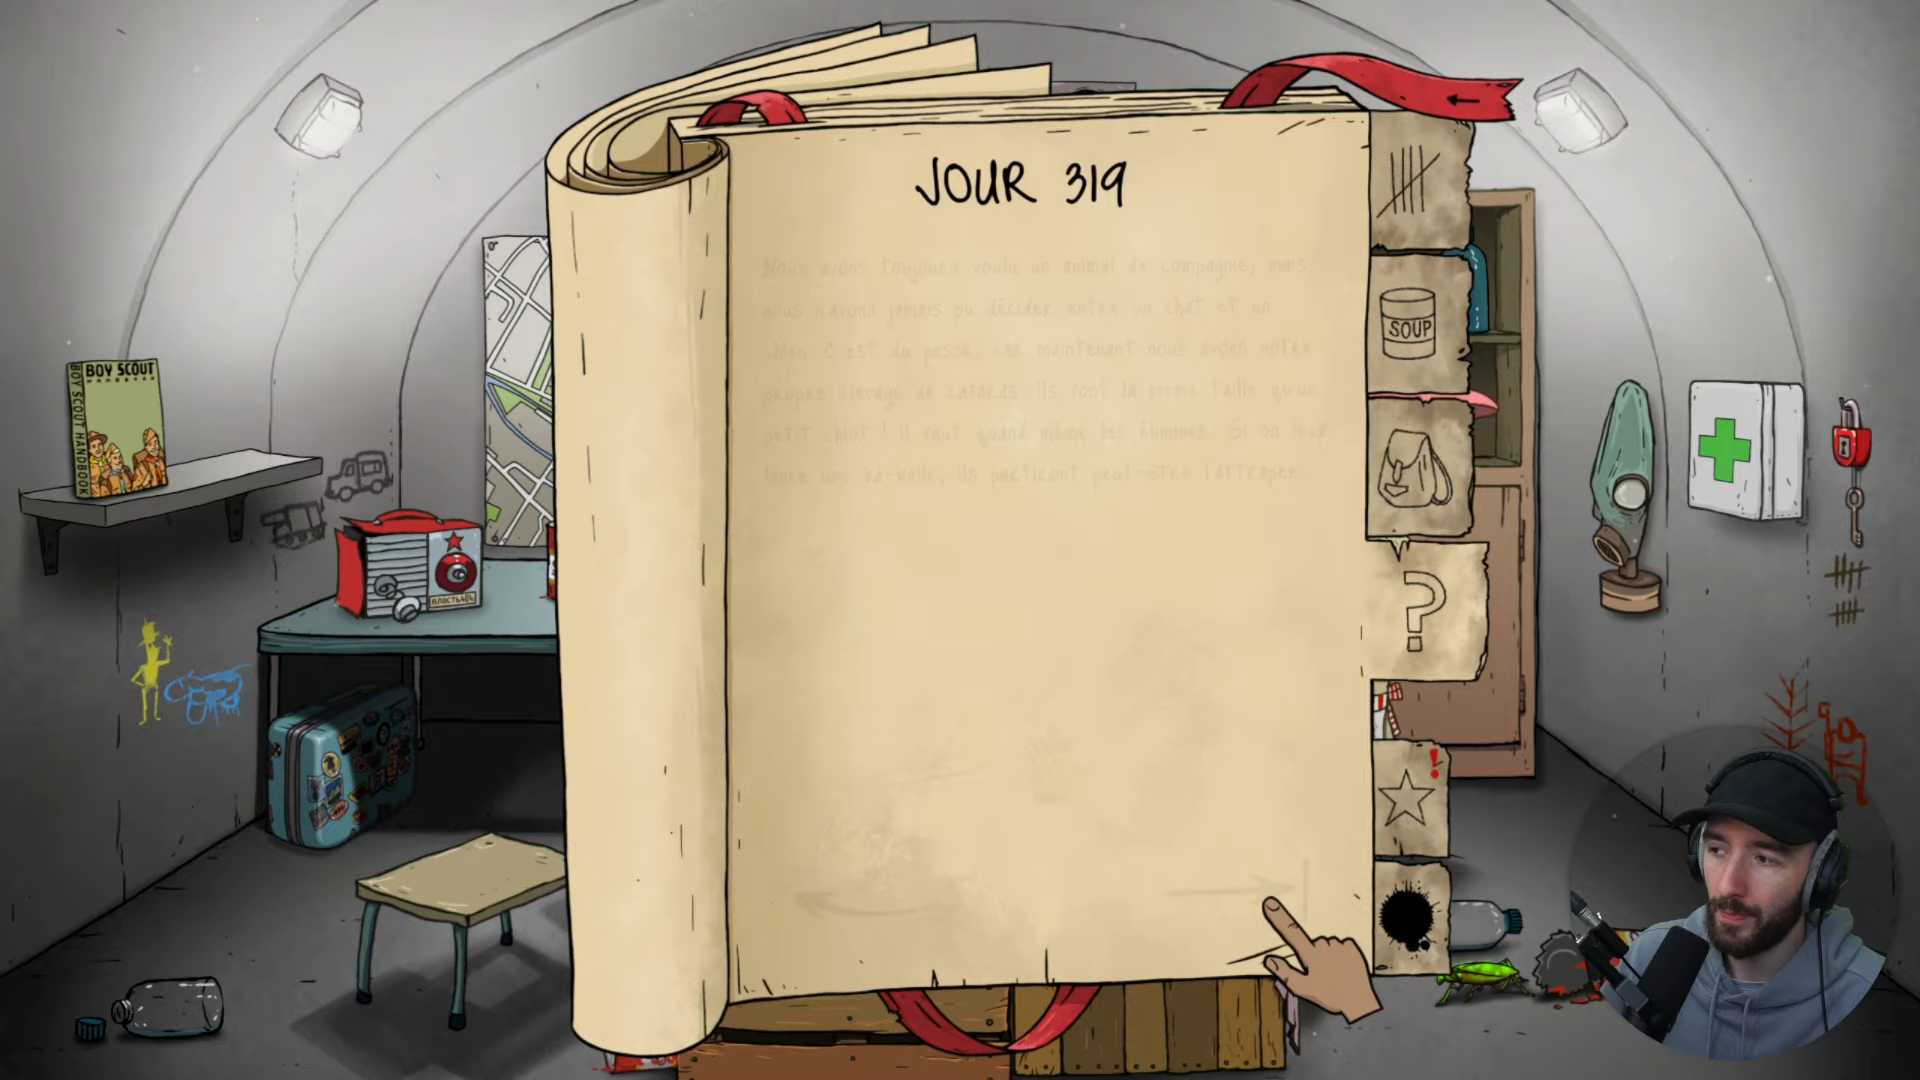 JOUR 319
Nous avons toujours voulu un animal de compagnie, mais
nous n'avons jamais pu décider entre un chat et un
chien. C'est du passé, car maintenant nous avons notre
propre élevage de cafards. Ils font la même taille qu'un
petit chiot ! Il faut quand même les éliminer. Si on leur
lance une ba-balle, ils partiront peut-être l'attraper.
SOUP
?
!
BOY SCOUT
HANDBOOK
BOY SCOUT HANDBOOK